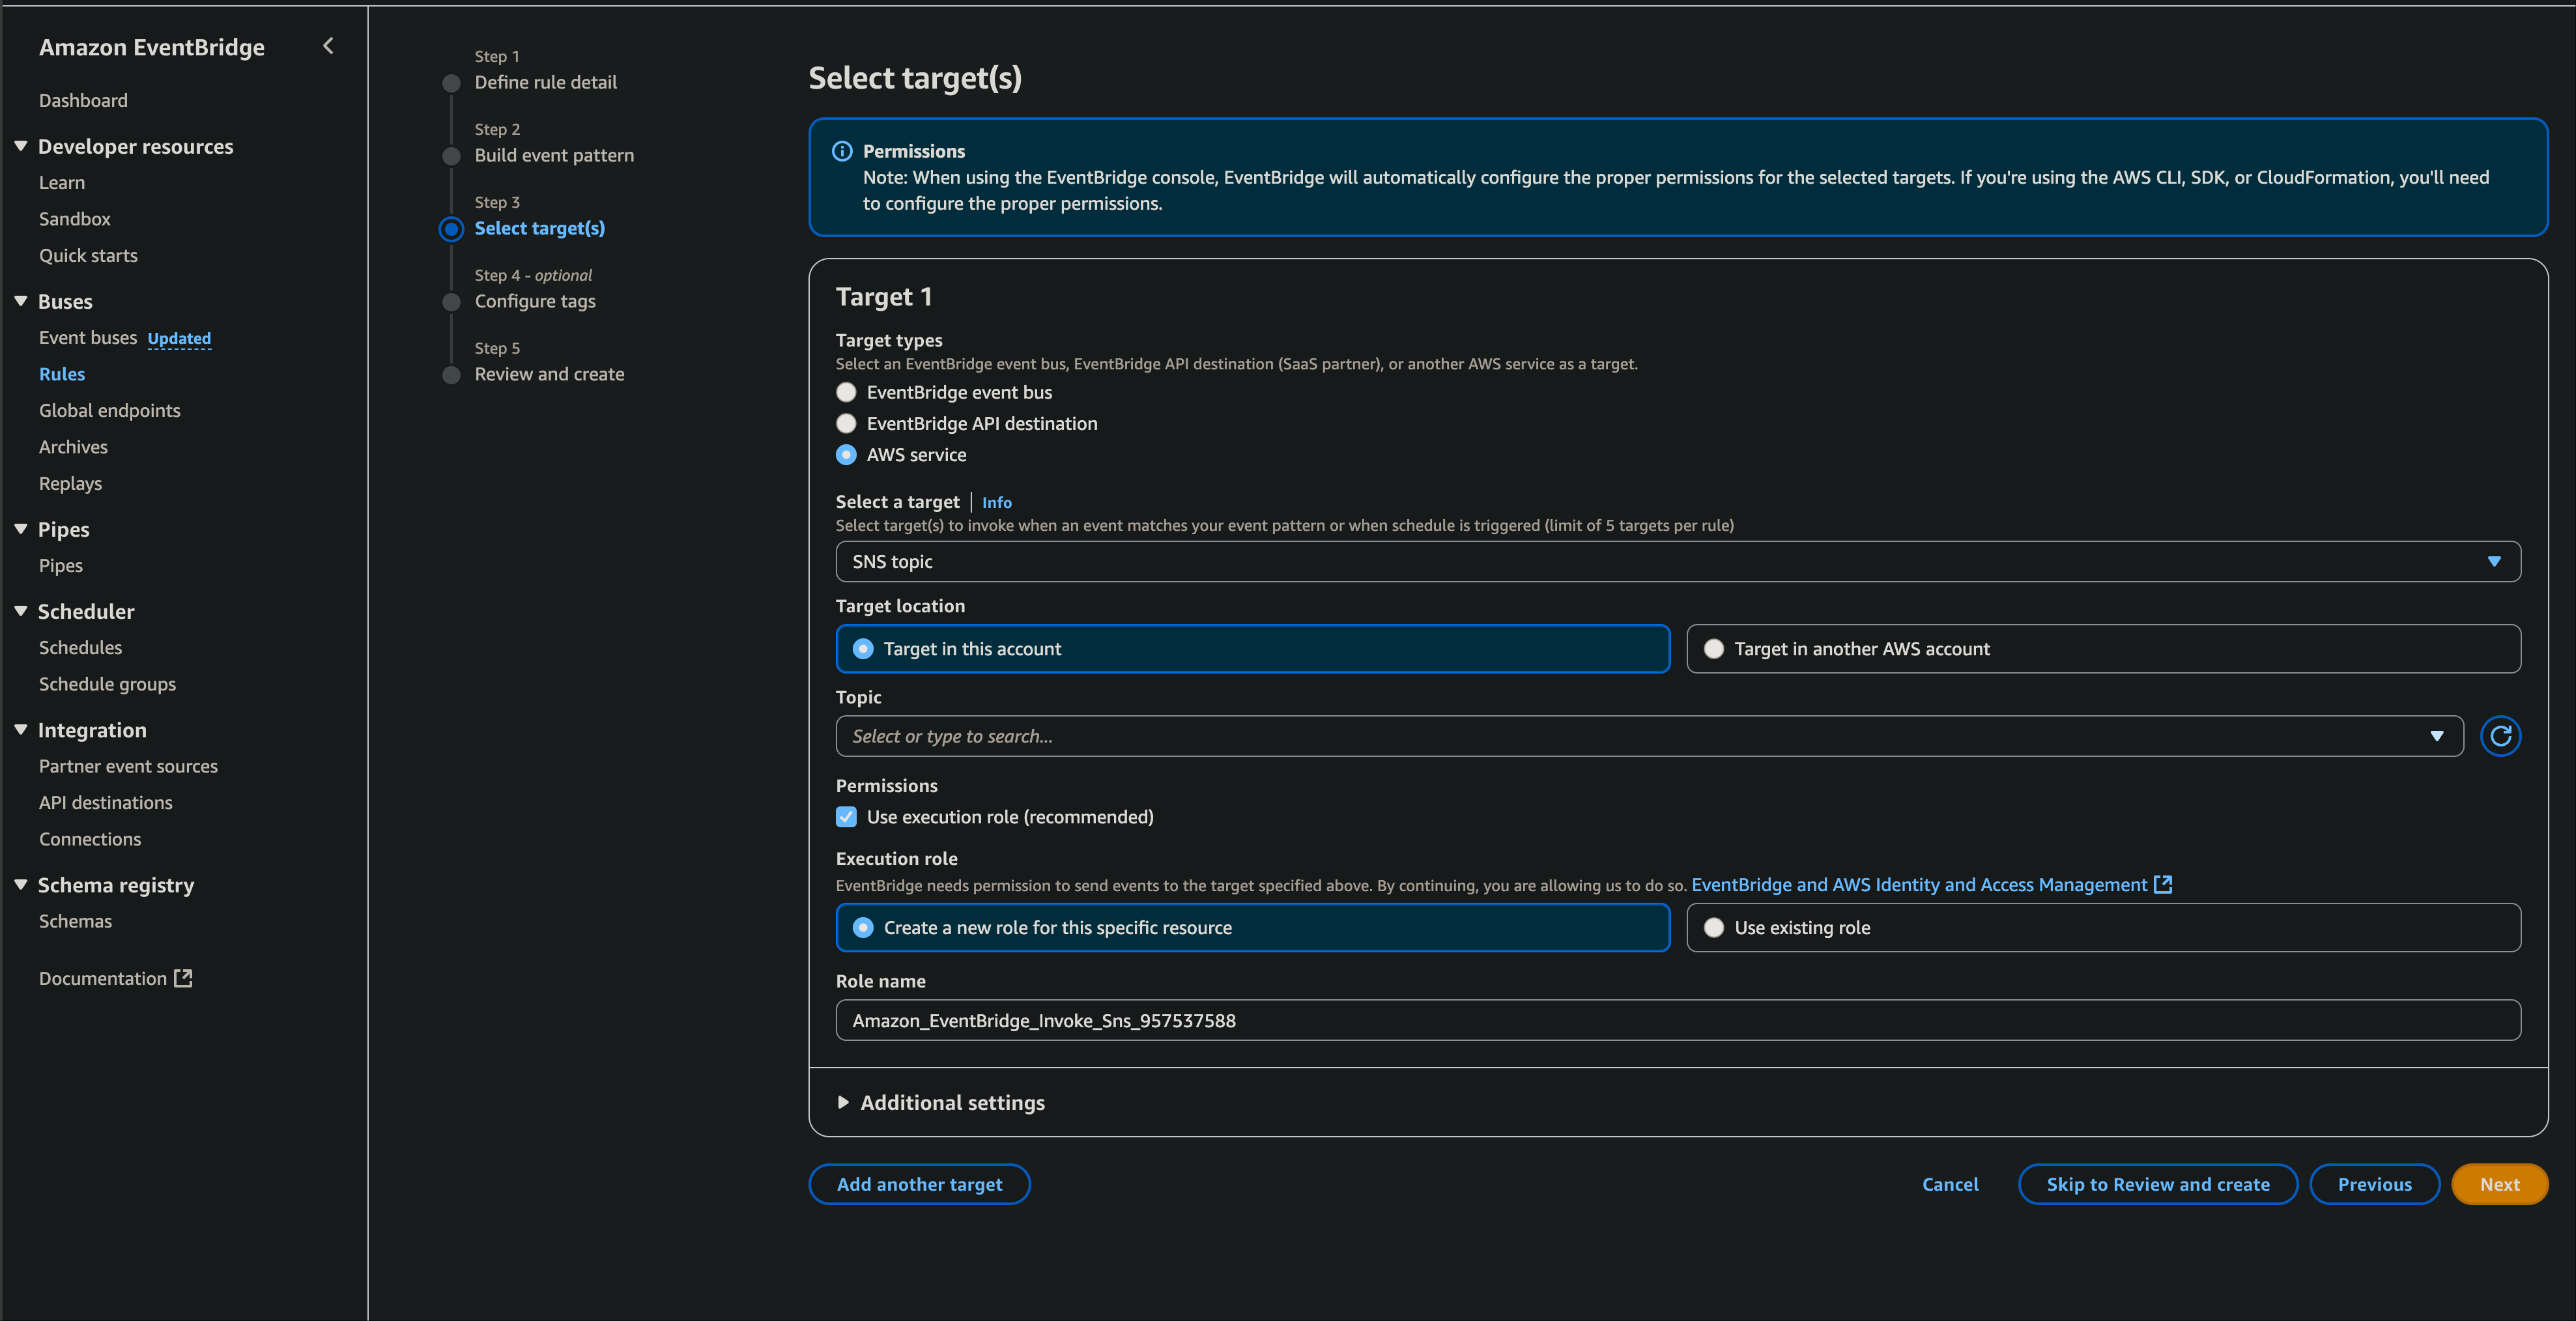 Amazon EventBridge
Dashboard
Developer resources
Learn
Sandbox
Quick starts
Buses
Event buses Updated
Rules
Global endpoints
Archives
Replays
Pipes
Pipes
Scheduler
Schedules
Schedule groups
Integration
Partner event sources
API destinations
Connections
Schema registry
Schemas
Documentation
Step 1
Define rule detail
Step 2
Build event pattern
Step 3
Select target(s)
Step 4 - optional
Configure tags
Step 5
Review and create
Select target(s)
Permissions
Note: When using the EventBridge console, EventBridge will automatically configure the proper permissions for the selected targets. If you're using the AWS CLI, SDK, or CloudFormation, you'll need
to configure the proper permissions.
Target 1
Target types
Select an EventBridge event bus, EventBridge API destination (SaaS partner), or another AWS service as a target.
EventBridge event bus
EventBridge API destination
AWS service
Select a target Info
Select target(s) to invoke when an event matches your event pattern or when schedule is triggered (limit of 5 targets per rule)
SNS topic
Target location
Target in this account
Target in another AWS account
Topic
Select or type to search...
Permissions
Use execution role (recommended)
Execution role
EventBridge needs permission to send events to the target specified above. By continuing, you are allowing us to do so. EventBridge and AWS Identity and Access Management
Create a new role for this specific resource
Use existing role
Role name
Amazon_EventBridge_Invoke_Sns_957537588
Additional settings
Add another target
Cancel
Skip to Review and create
Previous
Next